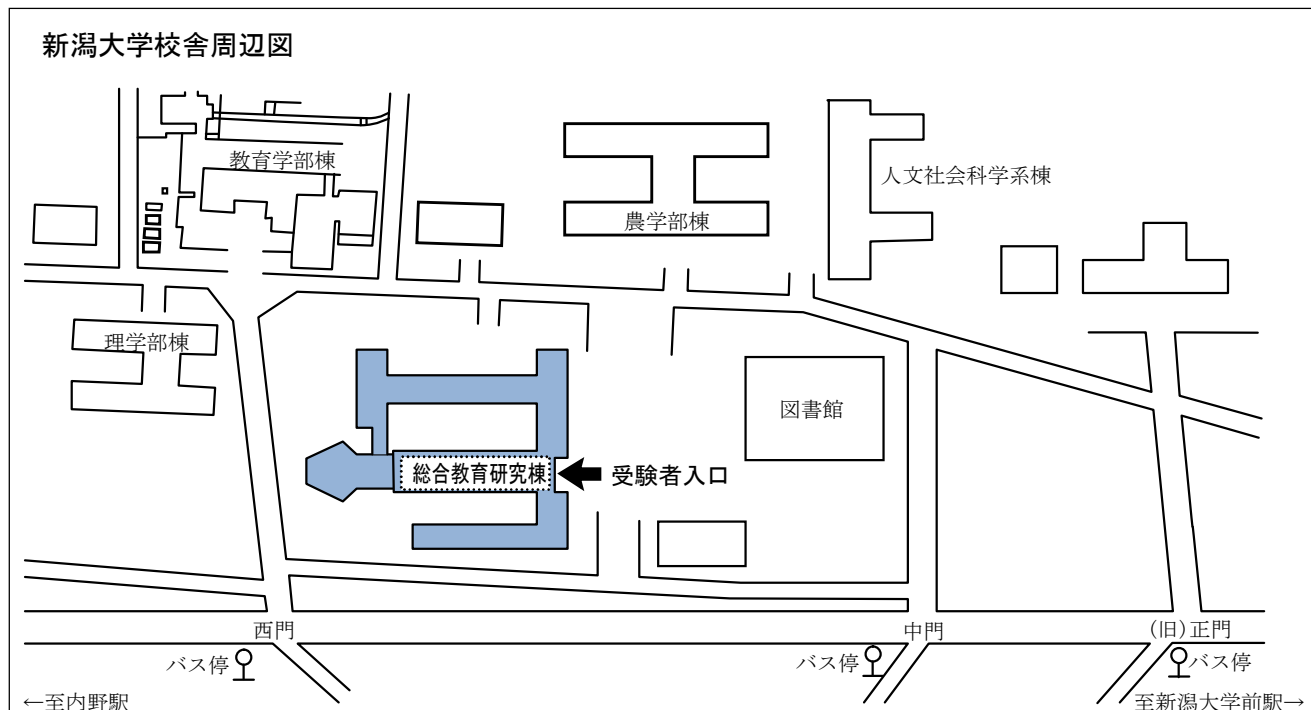 新潟大学校舎周辺図
教育学部棟
人文社会科学系棟
農学部棟
理学部棟
図書館
総合教育研究棟
受験者入口
西門
中門
(旧)正門
バス停
バス停
バス停
←至内野駅
至新潟大学前駅→